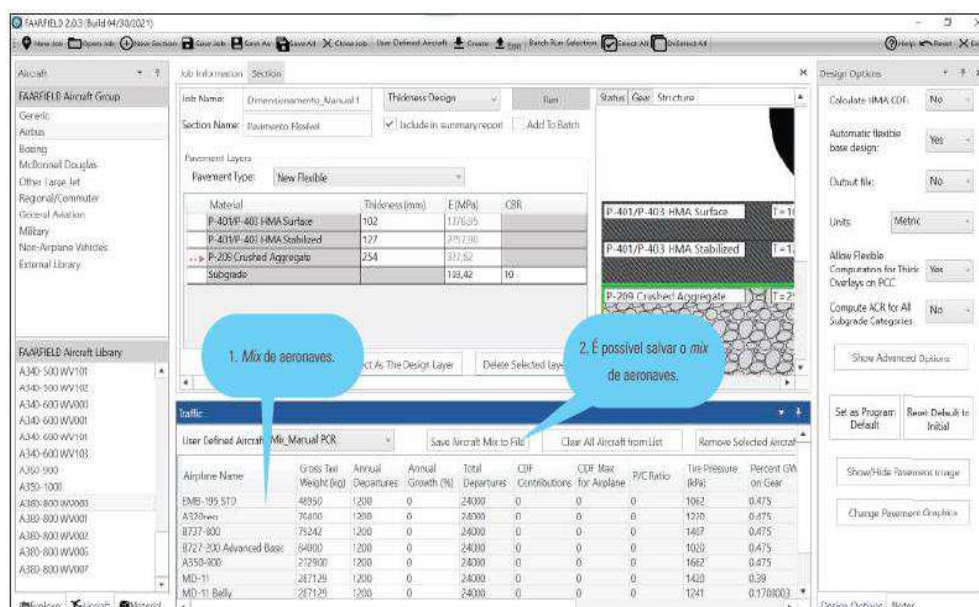 FAARFIELD 2.0.3 (Build 04/30/2021)
New Job Open Job New Section Save Job Save As Save All Close Job User Defined Aircraft Create Edit Batch Run Selection Select All UnSelect All Help Reset
Aircraft
FAARFIELD Aircraft Group
Generic
Airbus
Boeing
McDonnell Douglas
Other Large Jet
Regional/Commuter
General Aviation
Military
Non-Airplane Vehicles
External Library
FAARFIELD Aircraft Library
A340-500 WV101
A340-500 WV102
A340-600 WV000
A340-600 WV001
A340-600 WV101
A340-600 WV103
A350-900
A350-1000
A380-800 WV000
A380-800 WV001
A380-800 WV002
A380-800 WV006
A380-800 WV007
Explorer Aircraft Material
Job Information Section
Job Name: Dimensionamento_Manual1 Thickness Design Run
Section Name: Pavimento Flexível Include in summary report Add To Batch
Pavement Layers
Pavement Type: New Flexible
Material Thickness (mm) E (MPa) CBR
P-401/P-403 HMA Surface 102
P-401/P-403 HMA Stabilized 127
P-209 Crushed Aggregate 254
Subgrade 103,42 10
Status Gear Structure
P-401/P-403 HMA Surface
P-401/P-403 HMA Stabilized
P-209 Crushed Aggregate
As The Design Layer Delete Selected
1. Mix de aeronaves.
2. É possível salvar o mix
de aeronaves.
Traffic
User Defined Aircraft Mix_Manual PCR Save Aircraft Mix to File Clear All Aircraft from List Remove Selected Aircraft
Airplane Name Gross Taxi Weight (kg) Annual Departures Annual Growth (%) Total Departures CDF Contributions CDF Max for Airplane P/C Ratio Tire Pressure (kPa) Percent GW on Gear
EMB-195 STD 48950 1200 0 24000 0 0 0 1062 0.475
A320neo 1200 0 24000 0 0 0 1220 0.475
B737-800 79242 1200 0 24000 0 0 0 1407 0.475
B727-200 Advanced Basic 84000 1200 0 24000 0 0 0 1020 0.475
A350-900 1200 0 24000 0 0 0 1662 0.475
MD-11 287129 1200 0 24000 0 0 0 1420 0.39
MD-11 Belly 287129 1200 0 24000 0 0 0 1241
Design Options
Calculate HMA CDF: No
Automatic flexible base design: Yes
Output file: No
Units: Metric
Allow Flexible
Computation for Thick Yes
Overlays on PCC
Compute ACR for All
Subgrade Categories: No
Show Advanced Options
Set as Program Default
Reset Default to Initial
Show/Hide Pavement Image
Change Pavement Graphics
Design Options Notes